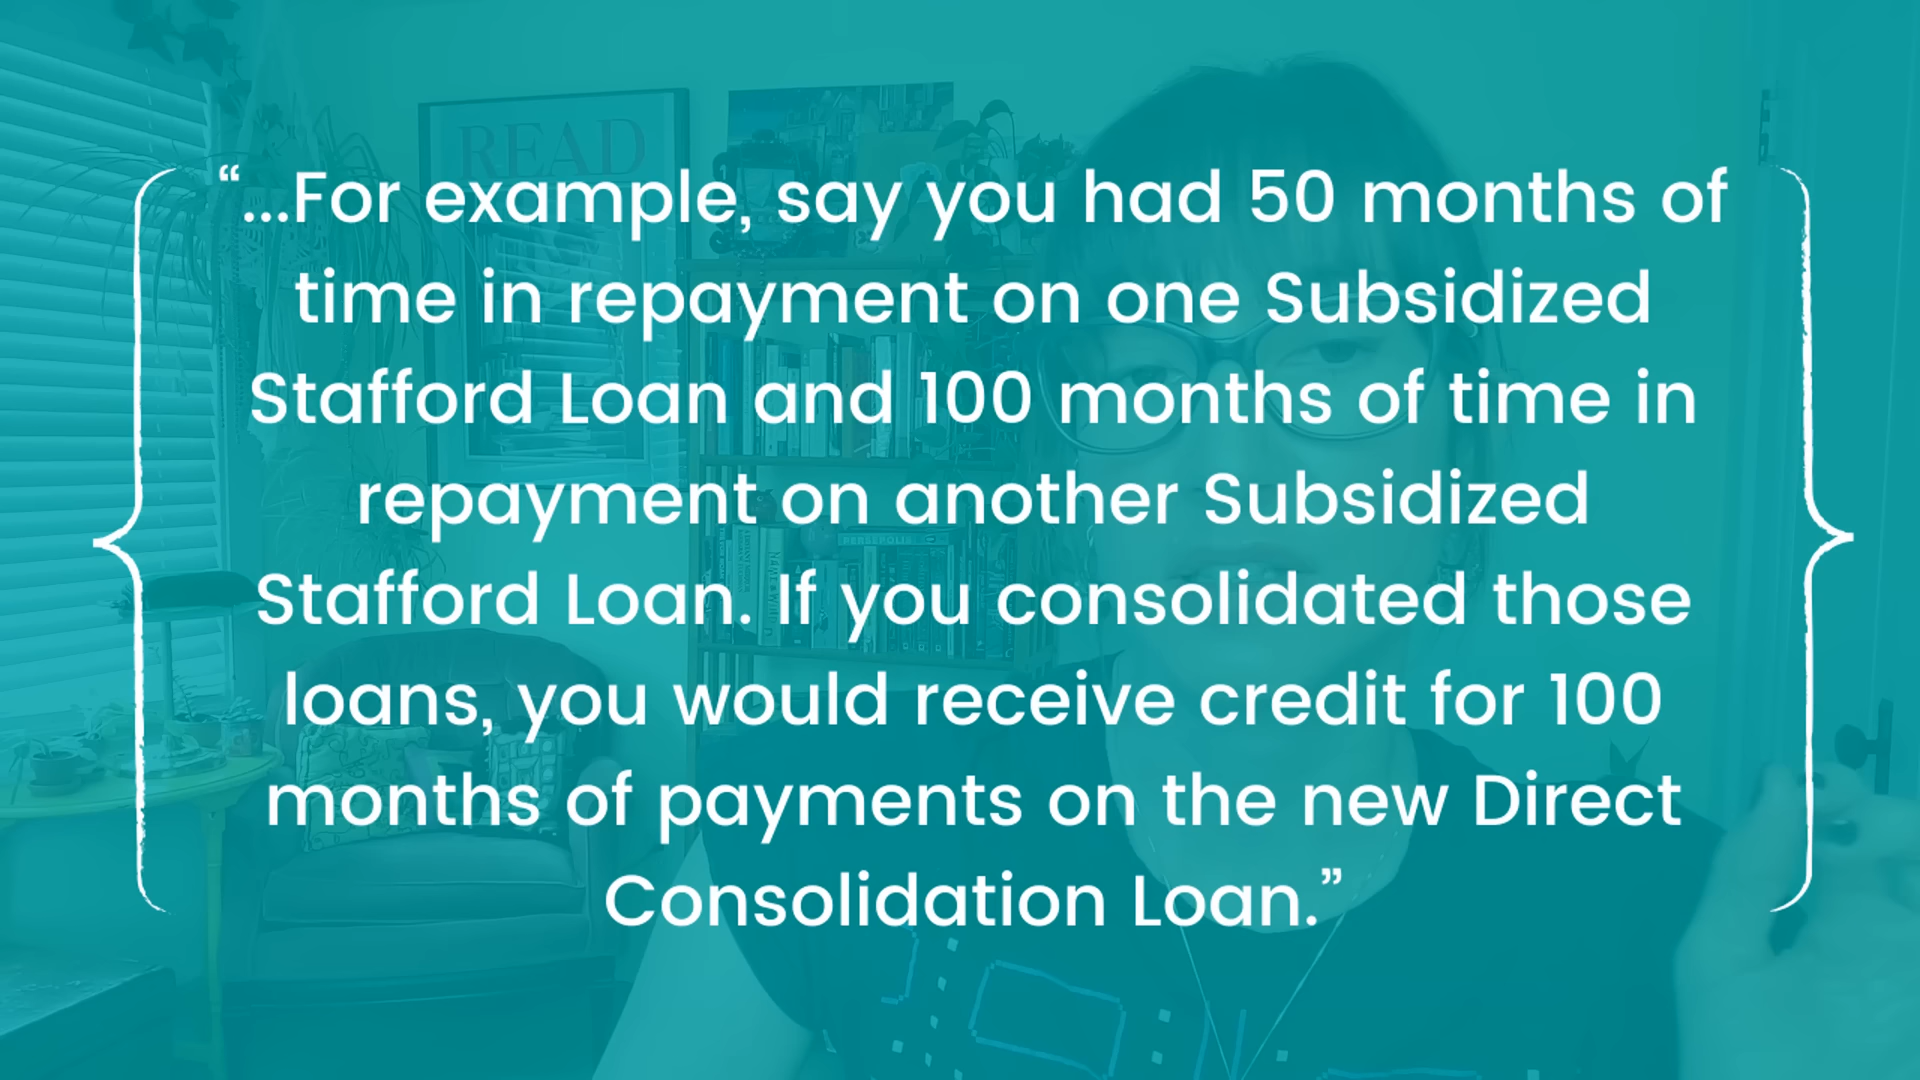 READ
“...For example, say you had 50 months of
time in repayment on one Subsidized
Stafford Loan and 100 months of time in
repayment on another Subsidized
Stafford Loan. If you consolidated those
loans, you would receive credit for 100
months of payments on the new Direct
Consolidation Loan.”
PERSEPOLIS